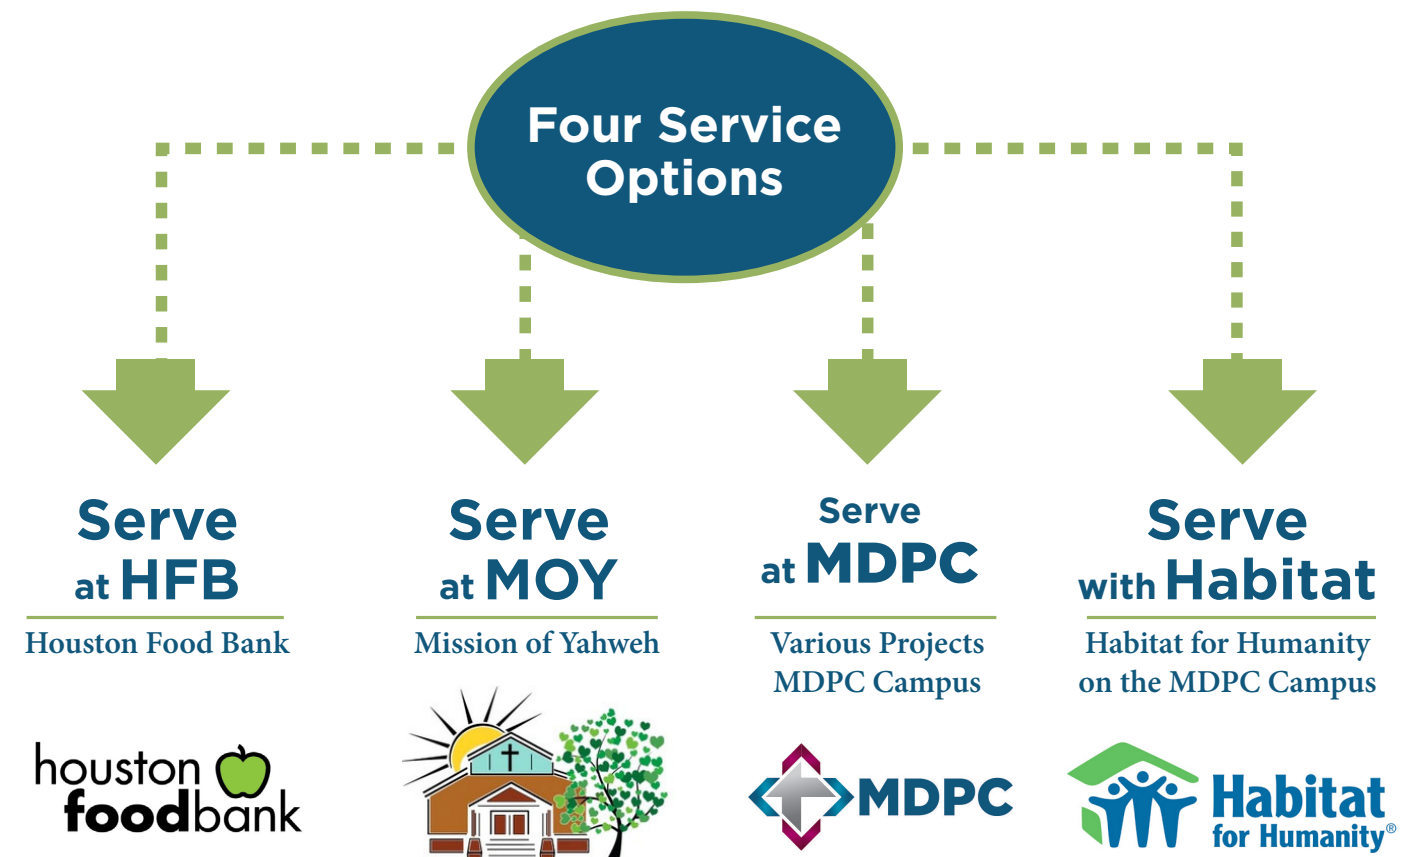 Four Service
Options
Serve
at HFB
Houston Food Bank
houston
foodbank
Serve
at MOY
Mission of Yahweh
Serve
at MDPC
Various Projects
MDPC Campus
MDPC
Serve
with Habitat
Habitat for Humanity
on the MDPC Campus
Habitat
for Humanity®